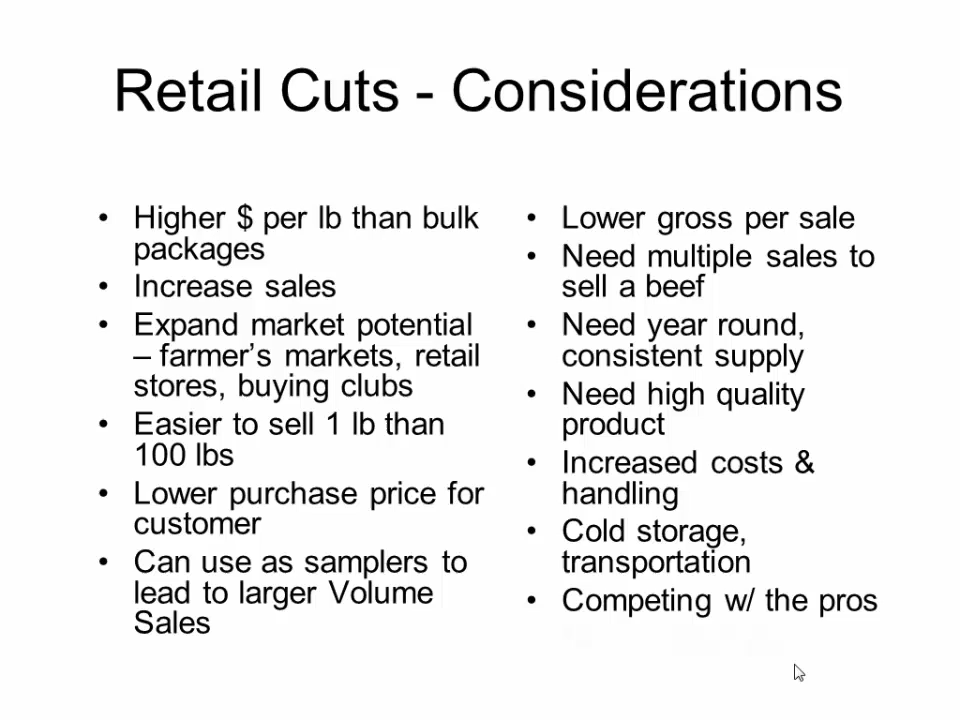 Retail Cuts - Considerations
• Higher $ per lb than bulk
packages
• Increase sales
• Expand market potential
– farmer's markets, retail
stores, buying clubs
• Easier to sell 1 lb than
100 lbs
• Lower purchase price for
customer
• Can use as samplers to
lead to larger Volume
Sales
• Lower gross per sale
• Need multiple sales to
sell a beef
• Need year round,
consistent supply
• Need high quality
product
• Increased costs &
handling
• Cold storage,
transportation
• Competing w/ the pros